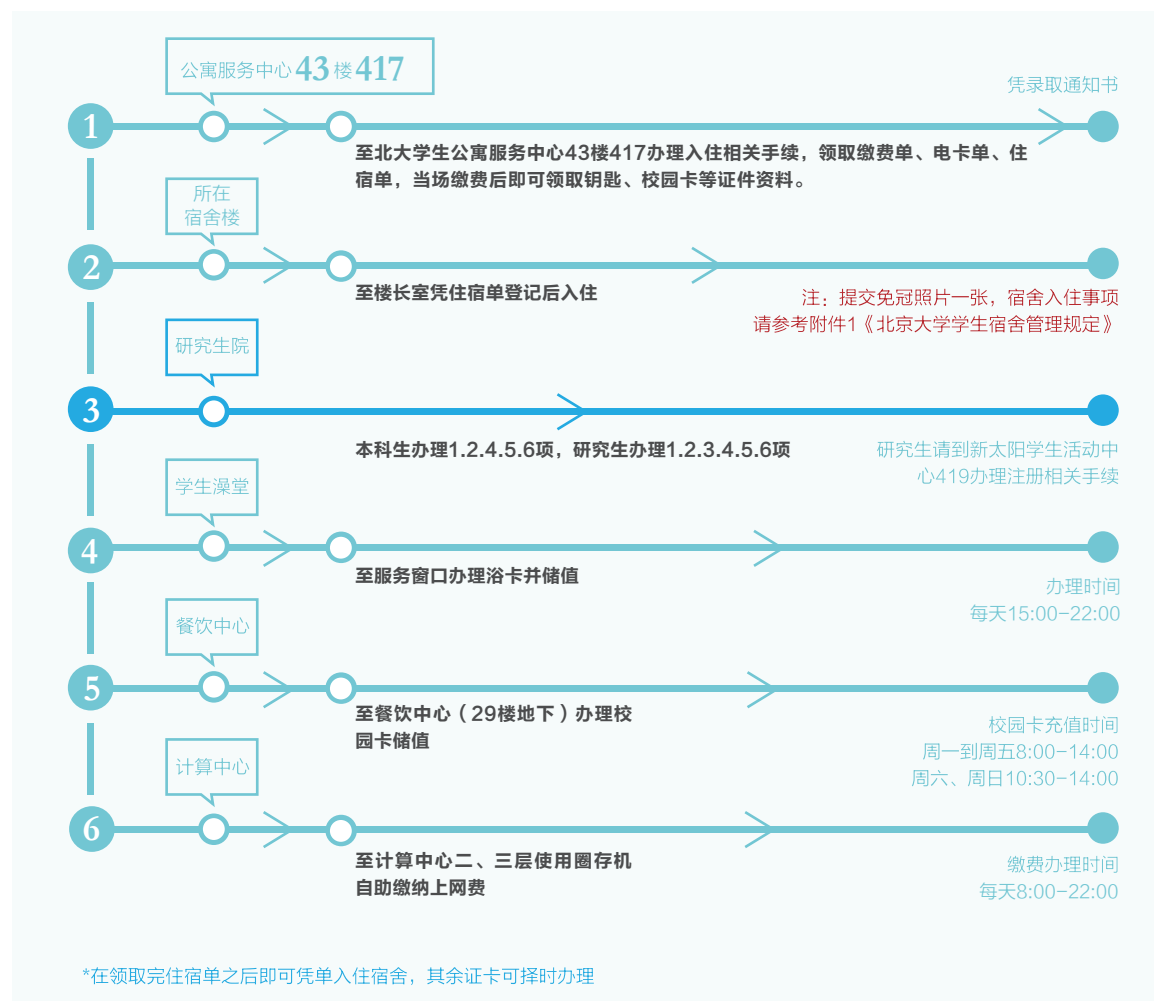 公寓服务中心43楼417
凭录取通知书
1
至北大学生公寓服务中心43楼417办理入住相关手续，领取缴费单、电卡单、住
宿单，当场缴费后即可领取钥匙、校园卡等证件资料。
所在
宿舍楼
2
至楼长室凭住宿单登记后入住
注：提交免冠照片一张，宿舍入住事项
请参考附件1《北京大学学生宿舍管理规定》
研究生院
3
本科生办理1.2.4.5.6项，研究生办理1.2.3.4.5.6项
研究生请到新太阳学生活动中
心419办理注册相关手续
学生澡堂
4
至服务窗口办理浴卡并储值
办理时间
每天15:00-22:00
餐饮中心
5
至餐饮中心（29楼地下）办理校
园卡储值
校园卡充值时间
周一到周五8:00-14:00
周六、周日10:30-14:00
计算中心
6
至计算中心二、三层使用圈存机
自助缴纳上网费
缴费办理时间
每天8:00-22:00
*在领取完住宿单之后即可凭单入住宿舍，其余证卡可择时办理